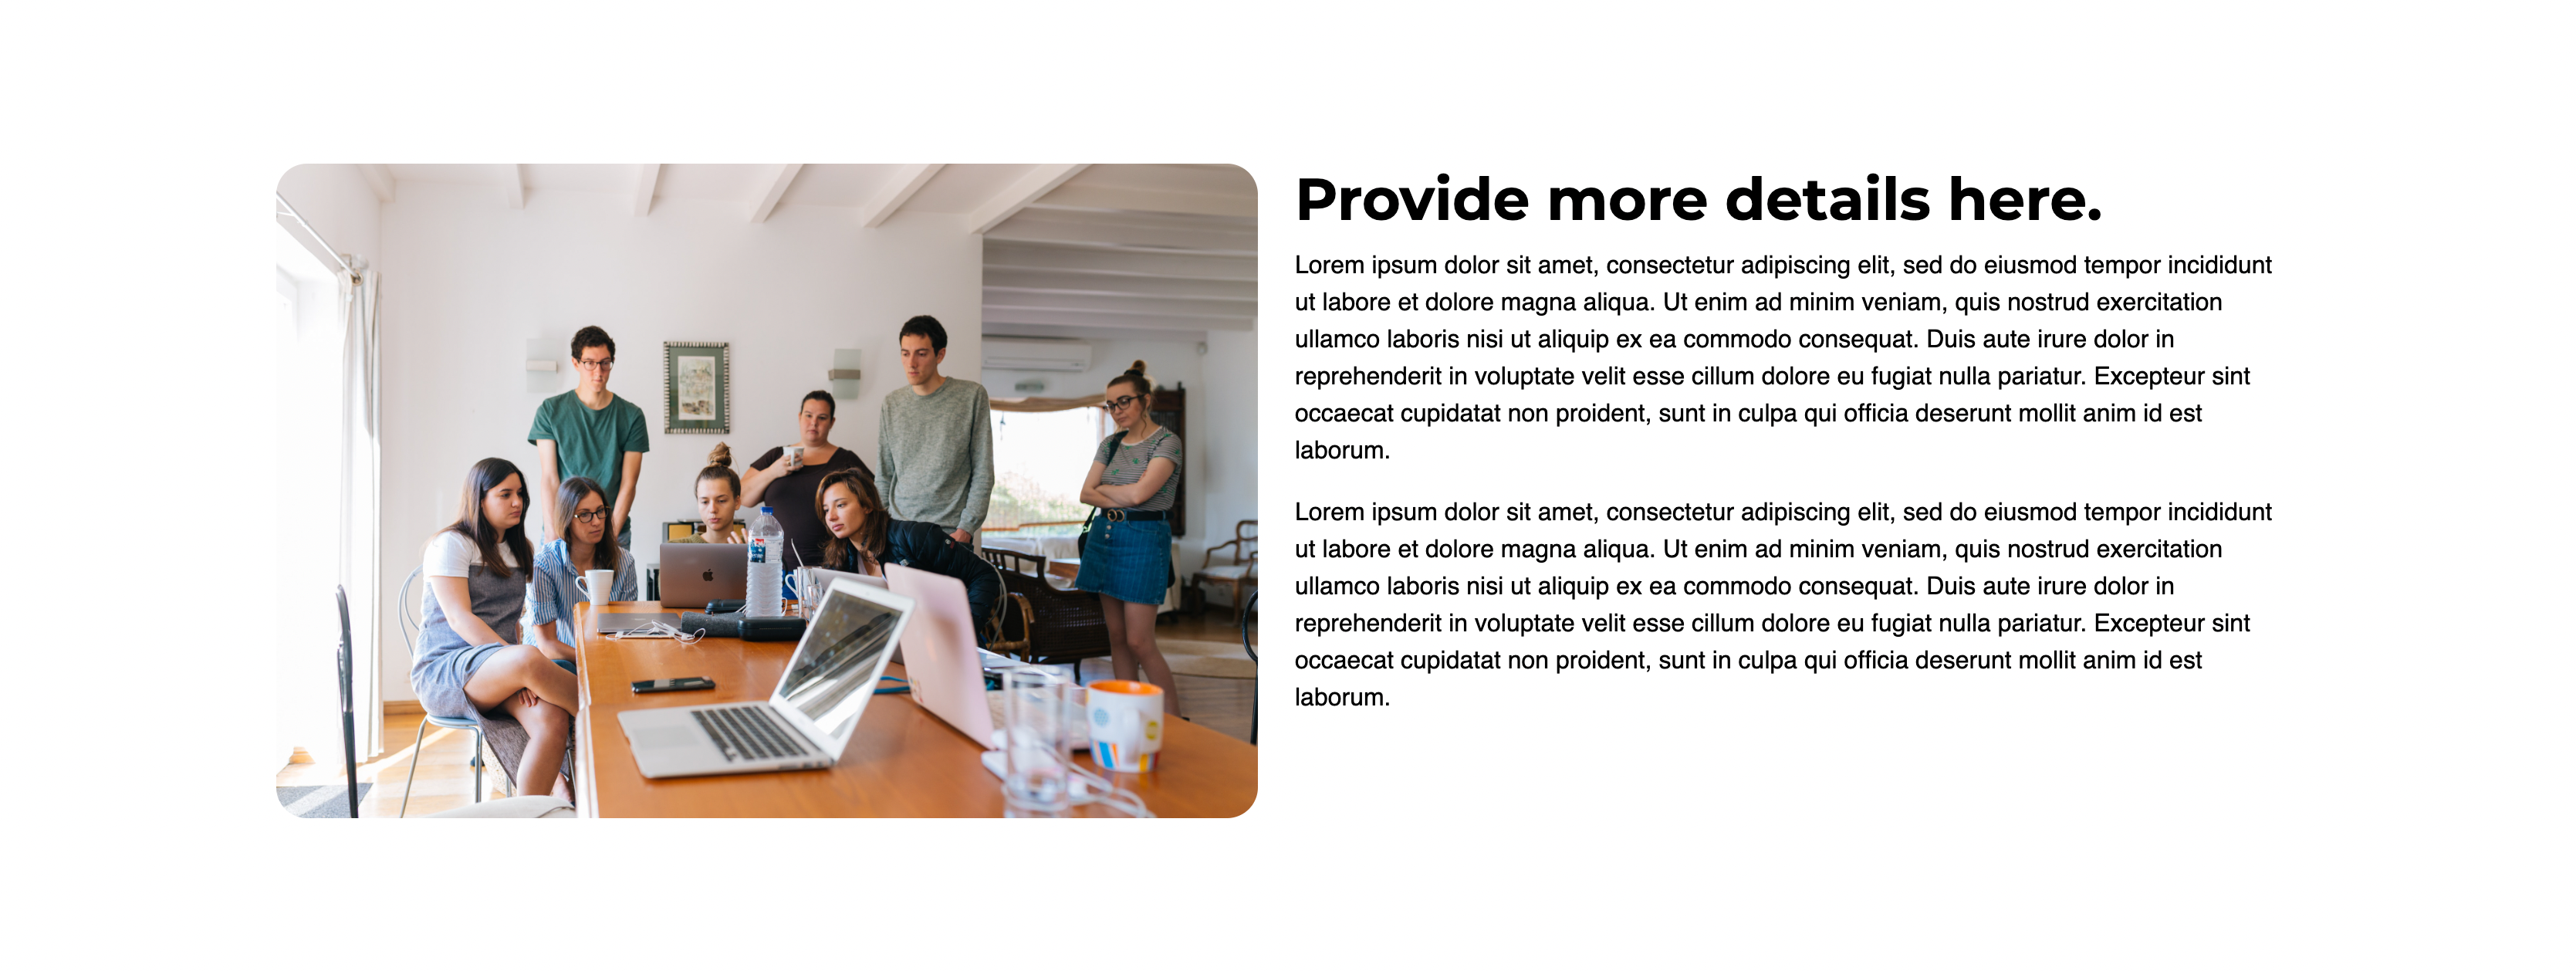 Provide more details here.
Lorem ipsum dolor sit amet, consectetur adipiscing elit, sed do eiusmod tempor incididunt
ut labore et dolore magna aliqua. Ut enim ad minim veniam, quis nostrud exercitation
ullamco laboris nisi ut aliquip ex ea commodo consequat. Duis aute irure dolor in
reprehenderit in voluptate velit esse cillum dolore eu fugiat nulla pariatur. Excepteur sint
occaecat cupidatat non proident, sunt in culpa qui officia deserunt mollit anim id est
laborum.
Lorem ipsum dolor sit amet, consectetur adipiscing elit, sed do eiusmod tempor incididunt
ut labore et dolore magna aliqua. Ut enim ad minim veniam, quis nostrud exercitation
ullamco laboris nisi ut aliquip ex ea commodo consequat. Duis aute irure dolor in
reprehenderit in voluptate velit esse cillum dolore eu fugiat nulla pariatur. Excepteur sint
occaecat cupidatat non proident, sunt in culpa qui officia deserunt mollit anim id est
laborum.